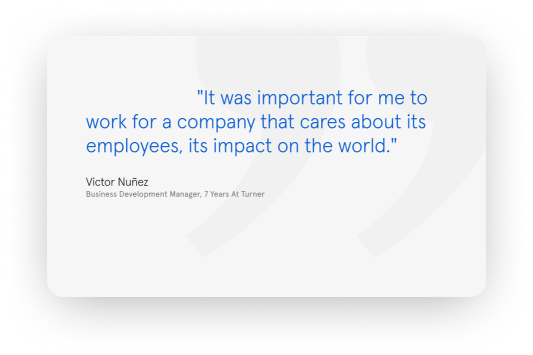 "It was important for me to
work for a company that cares about its
employees, its impact on the world."
Victor Nuñez
Business Development Manager, 7 Years At Turner